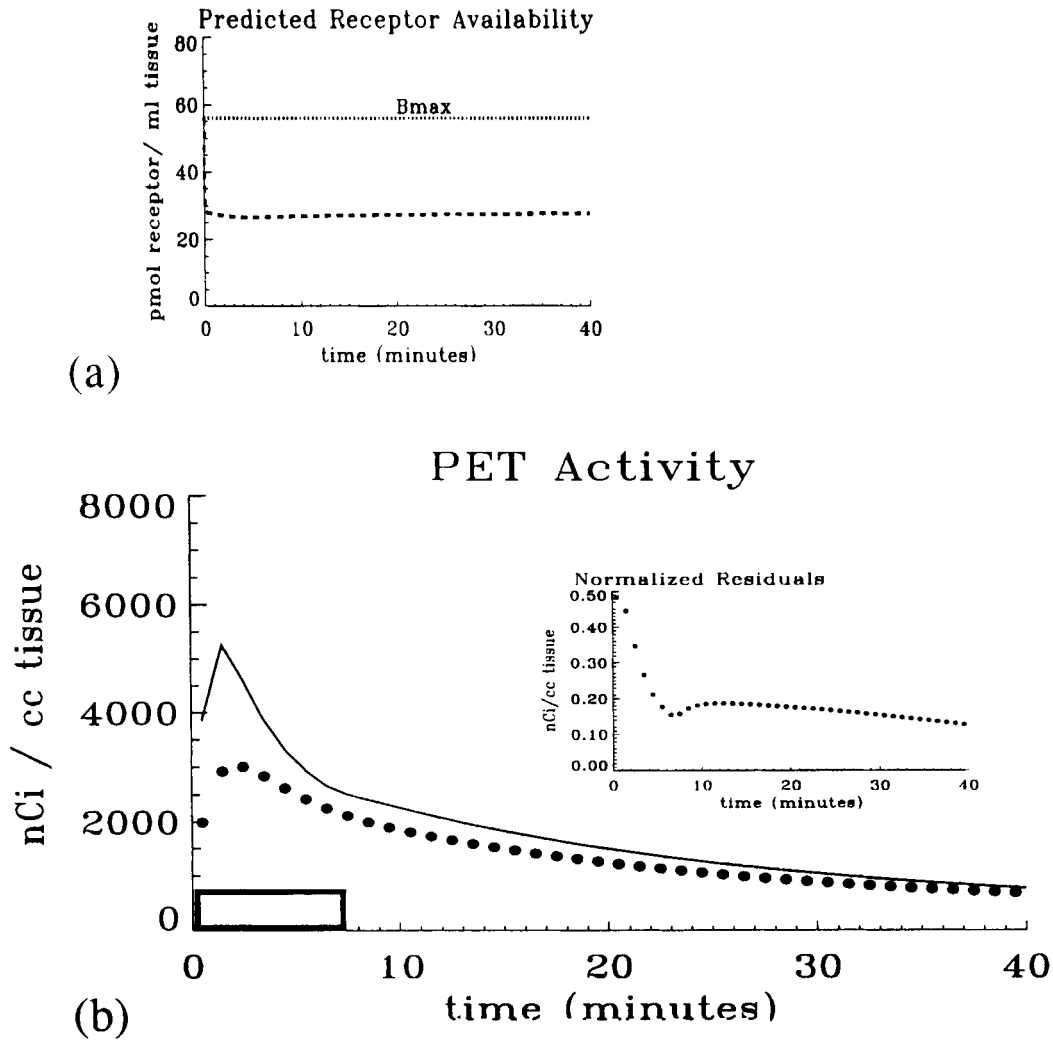 Predicted Receptor Availability
pmol receptor/ ml tissue
80
60
40
20
0
Bmax
0 10 20 30 40
time (minutes)
(a)
PET Activity
nCi / cc tissue
8000
6000
4000
2000
0
Normalized Residuals
nCi/cc tissue
0.50
0.40
0.30
0.20
0.10
0.00
0 10 20 30 40
time (minutes)
0 10 20 30 40
time (minutes)
(b)